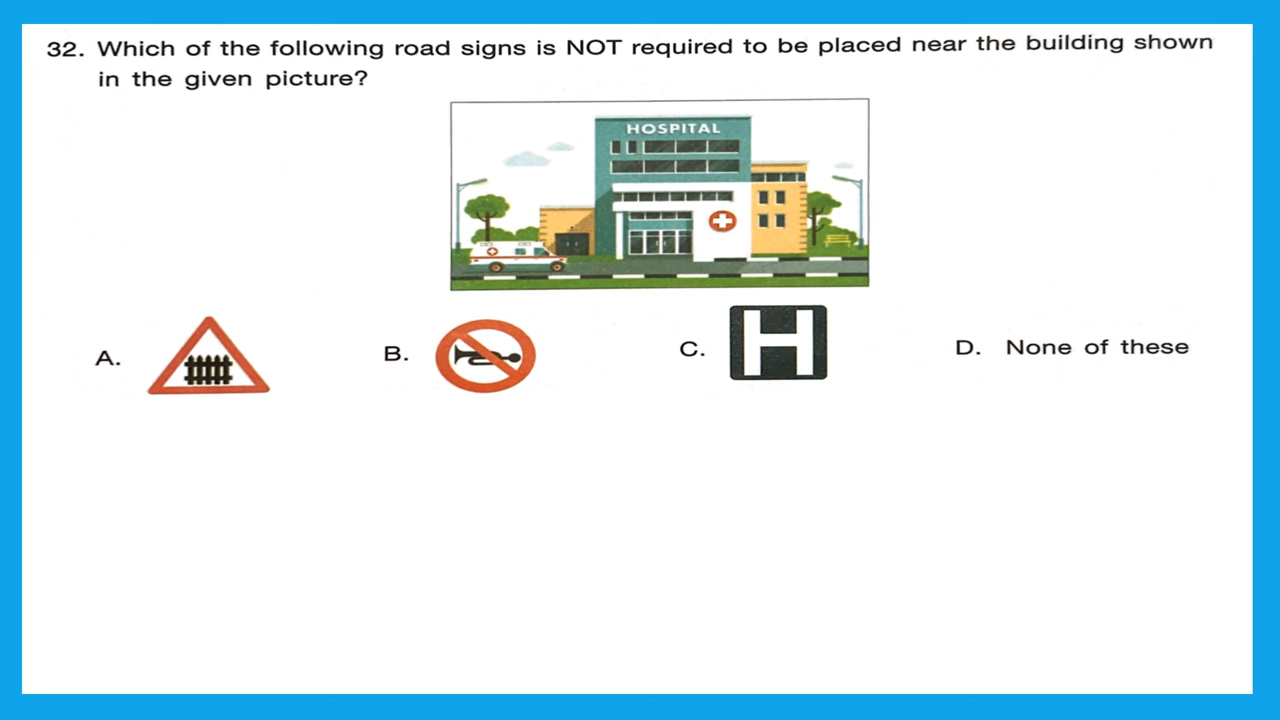 32. Which of the following road signs is NOT required to be placed near the building shown
in the given picture?
HOSPITAL
A.
B.
C. H
D. None of these